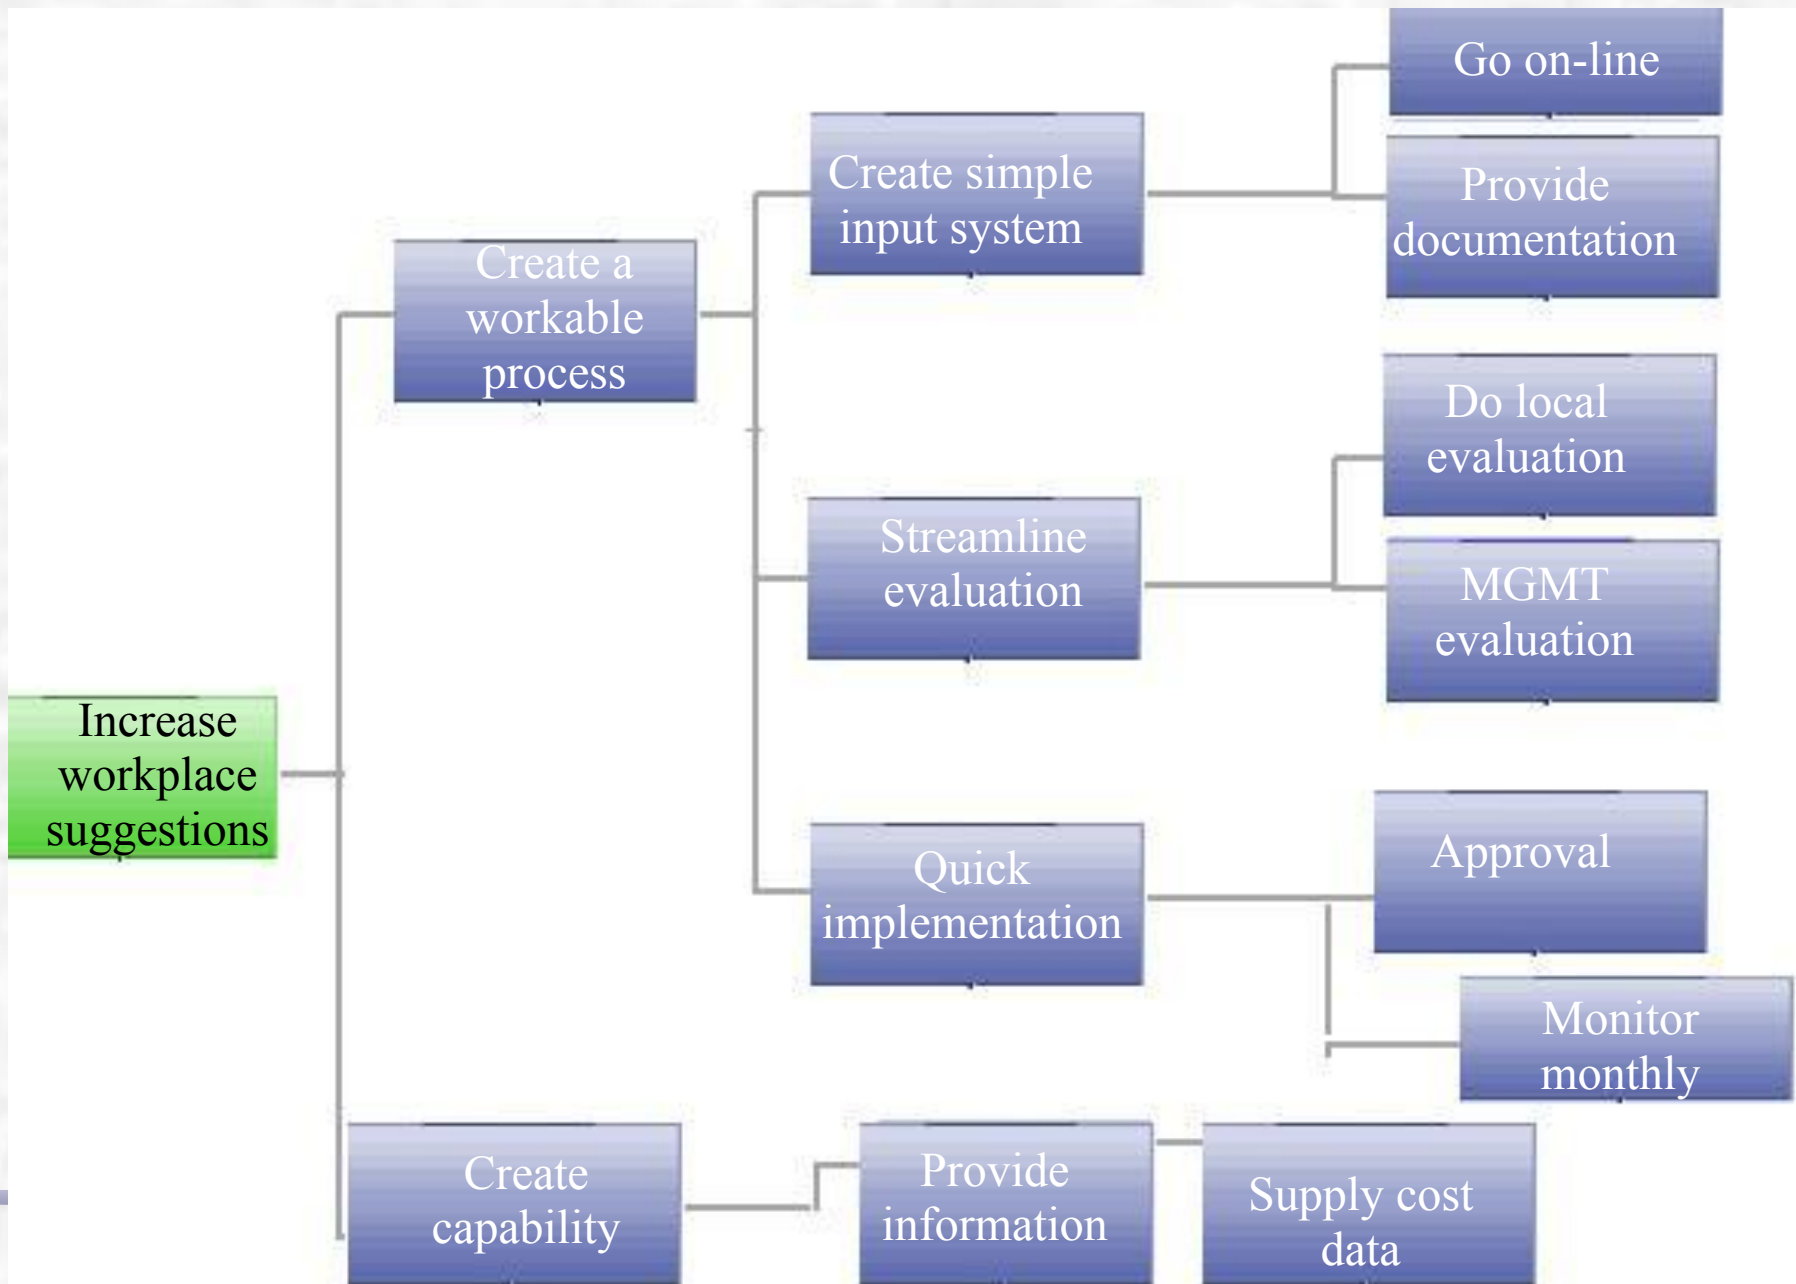 Go on-line
Create simple
input system
Provide
documentation
Create a
workable
process
Do local
evaluation
Streamline
evaluation
MGMT
evaluation
Increase
workplace
suggestions
Quick
implementation
Approval
Monitor
monthly
Create
capability
Provide
information
Supply cost
data